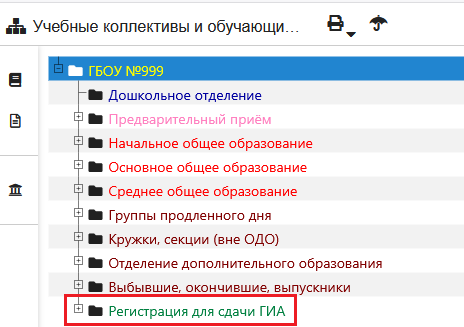 Учебные коллективы и обучающи...
ГБОУ №999
Дошкольное отделение
Предварительный приём
Начальное общее образование
Основное общее образование
Среднее общее образование
Группы продленного дня
Кружки, секции (вне ОДО)
Отделение дополнительного образования
Выбывшие, окончившие, выпускники
Регистрация для сдачи ГИА